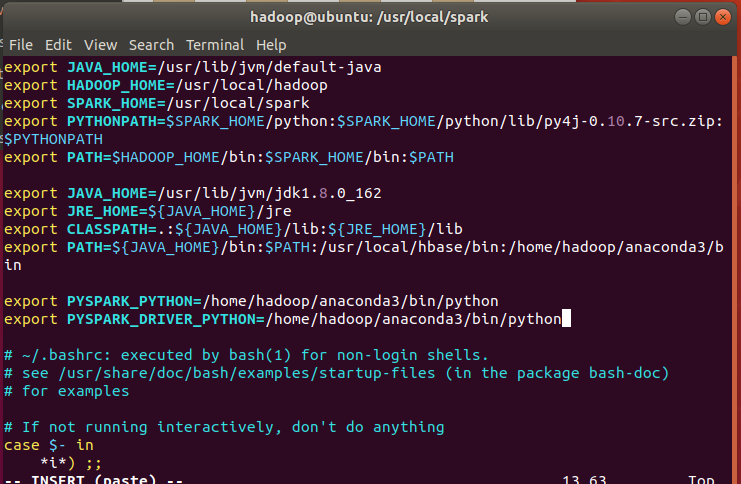 hadoop@ubuntu: /usr/local/spark
File Edit View Search Terminal Help
export JAVA_HOME=/usr/lib/jvm/default-java
export HADOOP_HOME=/usr/local/hadoop
export SPARK_HOME=/usr/local/spark
export PYTHONPATH=$SPARK_HOME/python:$SPARK_HOME/python/lib/py4j-0.10.7-src.zip:
$PYTHONPATH
export PATH=$HADOOP_HOME/bin:$SPARK_HOME/bin:$PATH
export JAVA_HOME=/usr/lib/jvm/jdk1.8.0_162
export JRE_HOME=${JAVA_HOME}/jre
export CLASSPATH=.:${JAVA_HOME}/lib:${JRE_HOME}/lib
export PATH=${JAVA_HOME}/bin:$PATH:/usr/local/hbase/bin:/home/hadoop/anaconda3/b
in
export PYSPARK_PYTHON=/home/hadoop/anaconda3/bin/python
export PYSPARK_DRIVER_PYTHON=/home/hadoop/anaconda3/bin/python
# ~/.bashrc: executed by bash(1) for non-login shells.
# see /usr/share/doc/bash/examples/startup-files (in the package bash-doc)
# for examples
# If not running interactively, don't do anything
case $- in
*i*) ;;
-- INSERT (paste) -- 13,63 Top